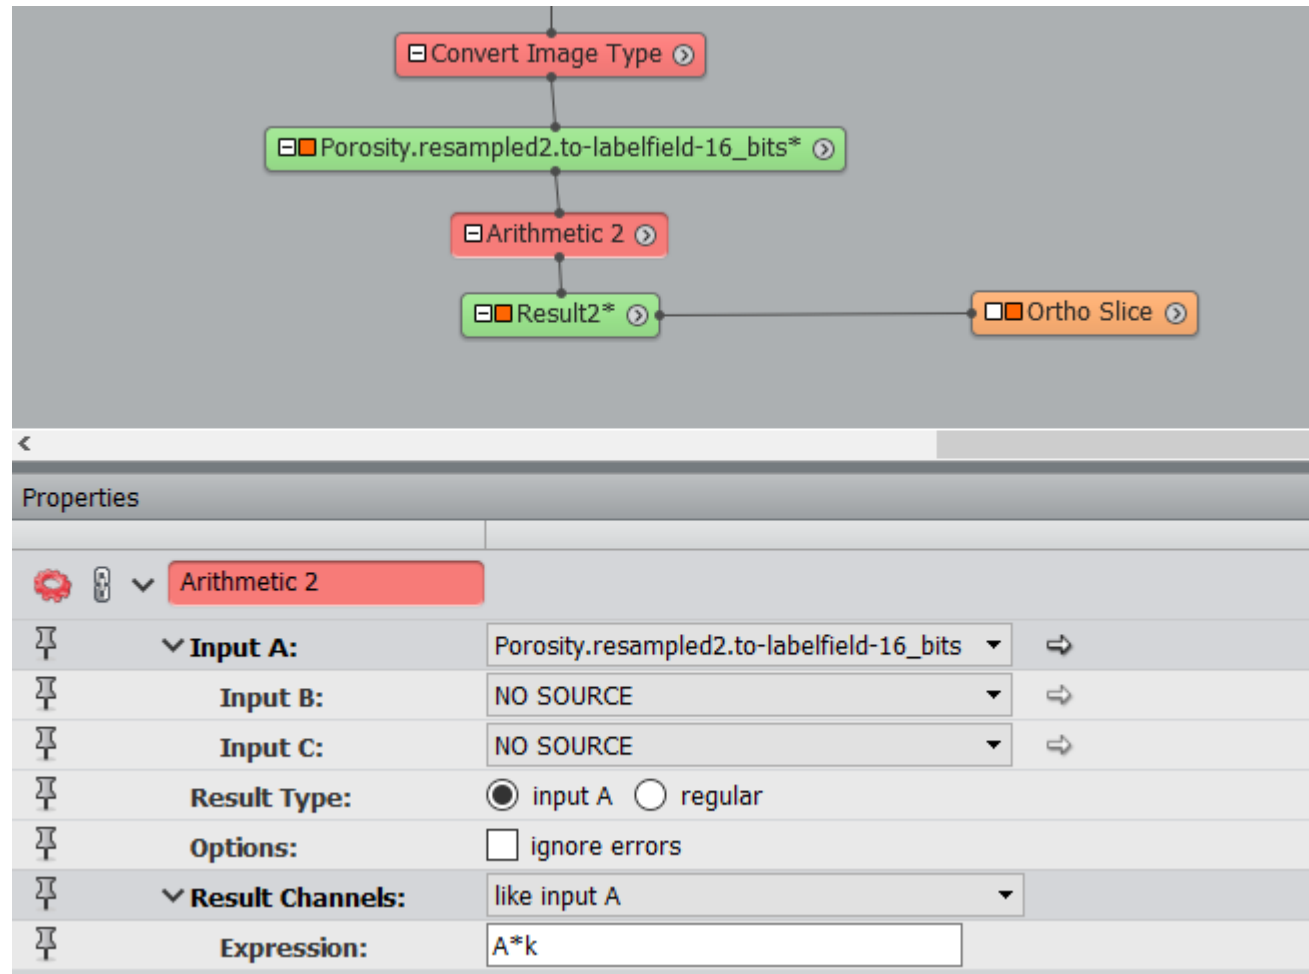 Convert Image Type
Porosity.resampled2.to-labelfield-16_bits*
Arithmetic 2
Result2*
Ortho Slice
Properties
Arithmetic 2
Input A: Porosity.resampled2.to-labelfield-16_bits
Input B: NO SOURCE
Input C: NO SOURCE
Result Type: input A regular
Options: ignore errors
Result Channels: like input A
Expression: A*k